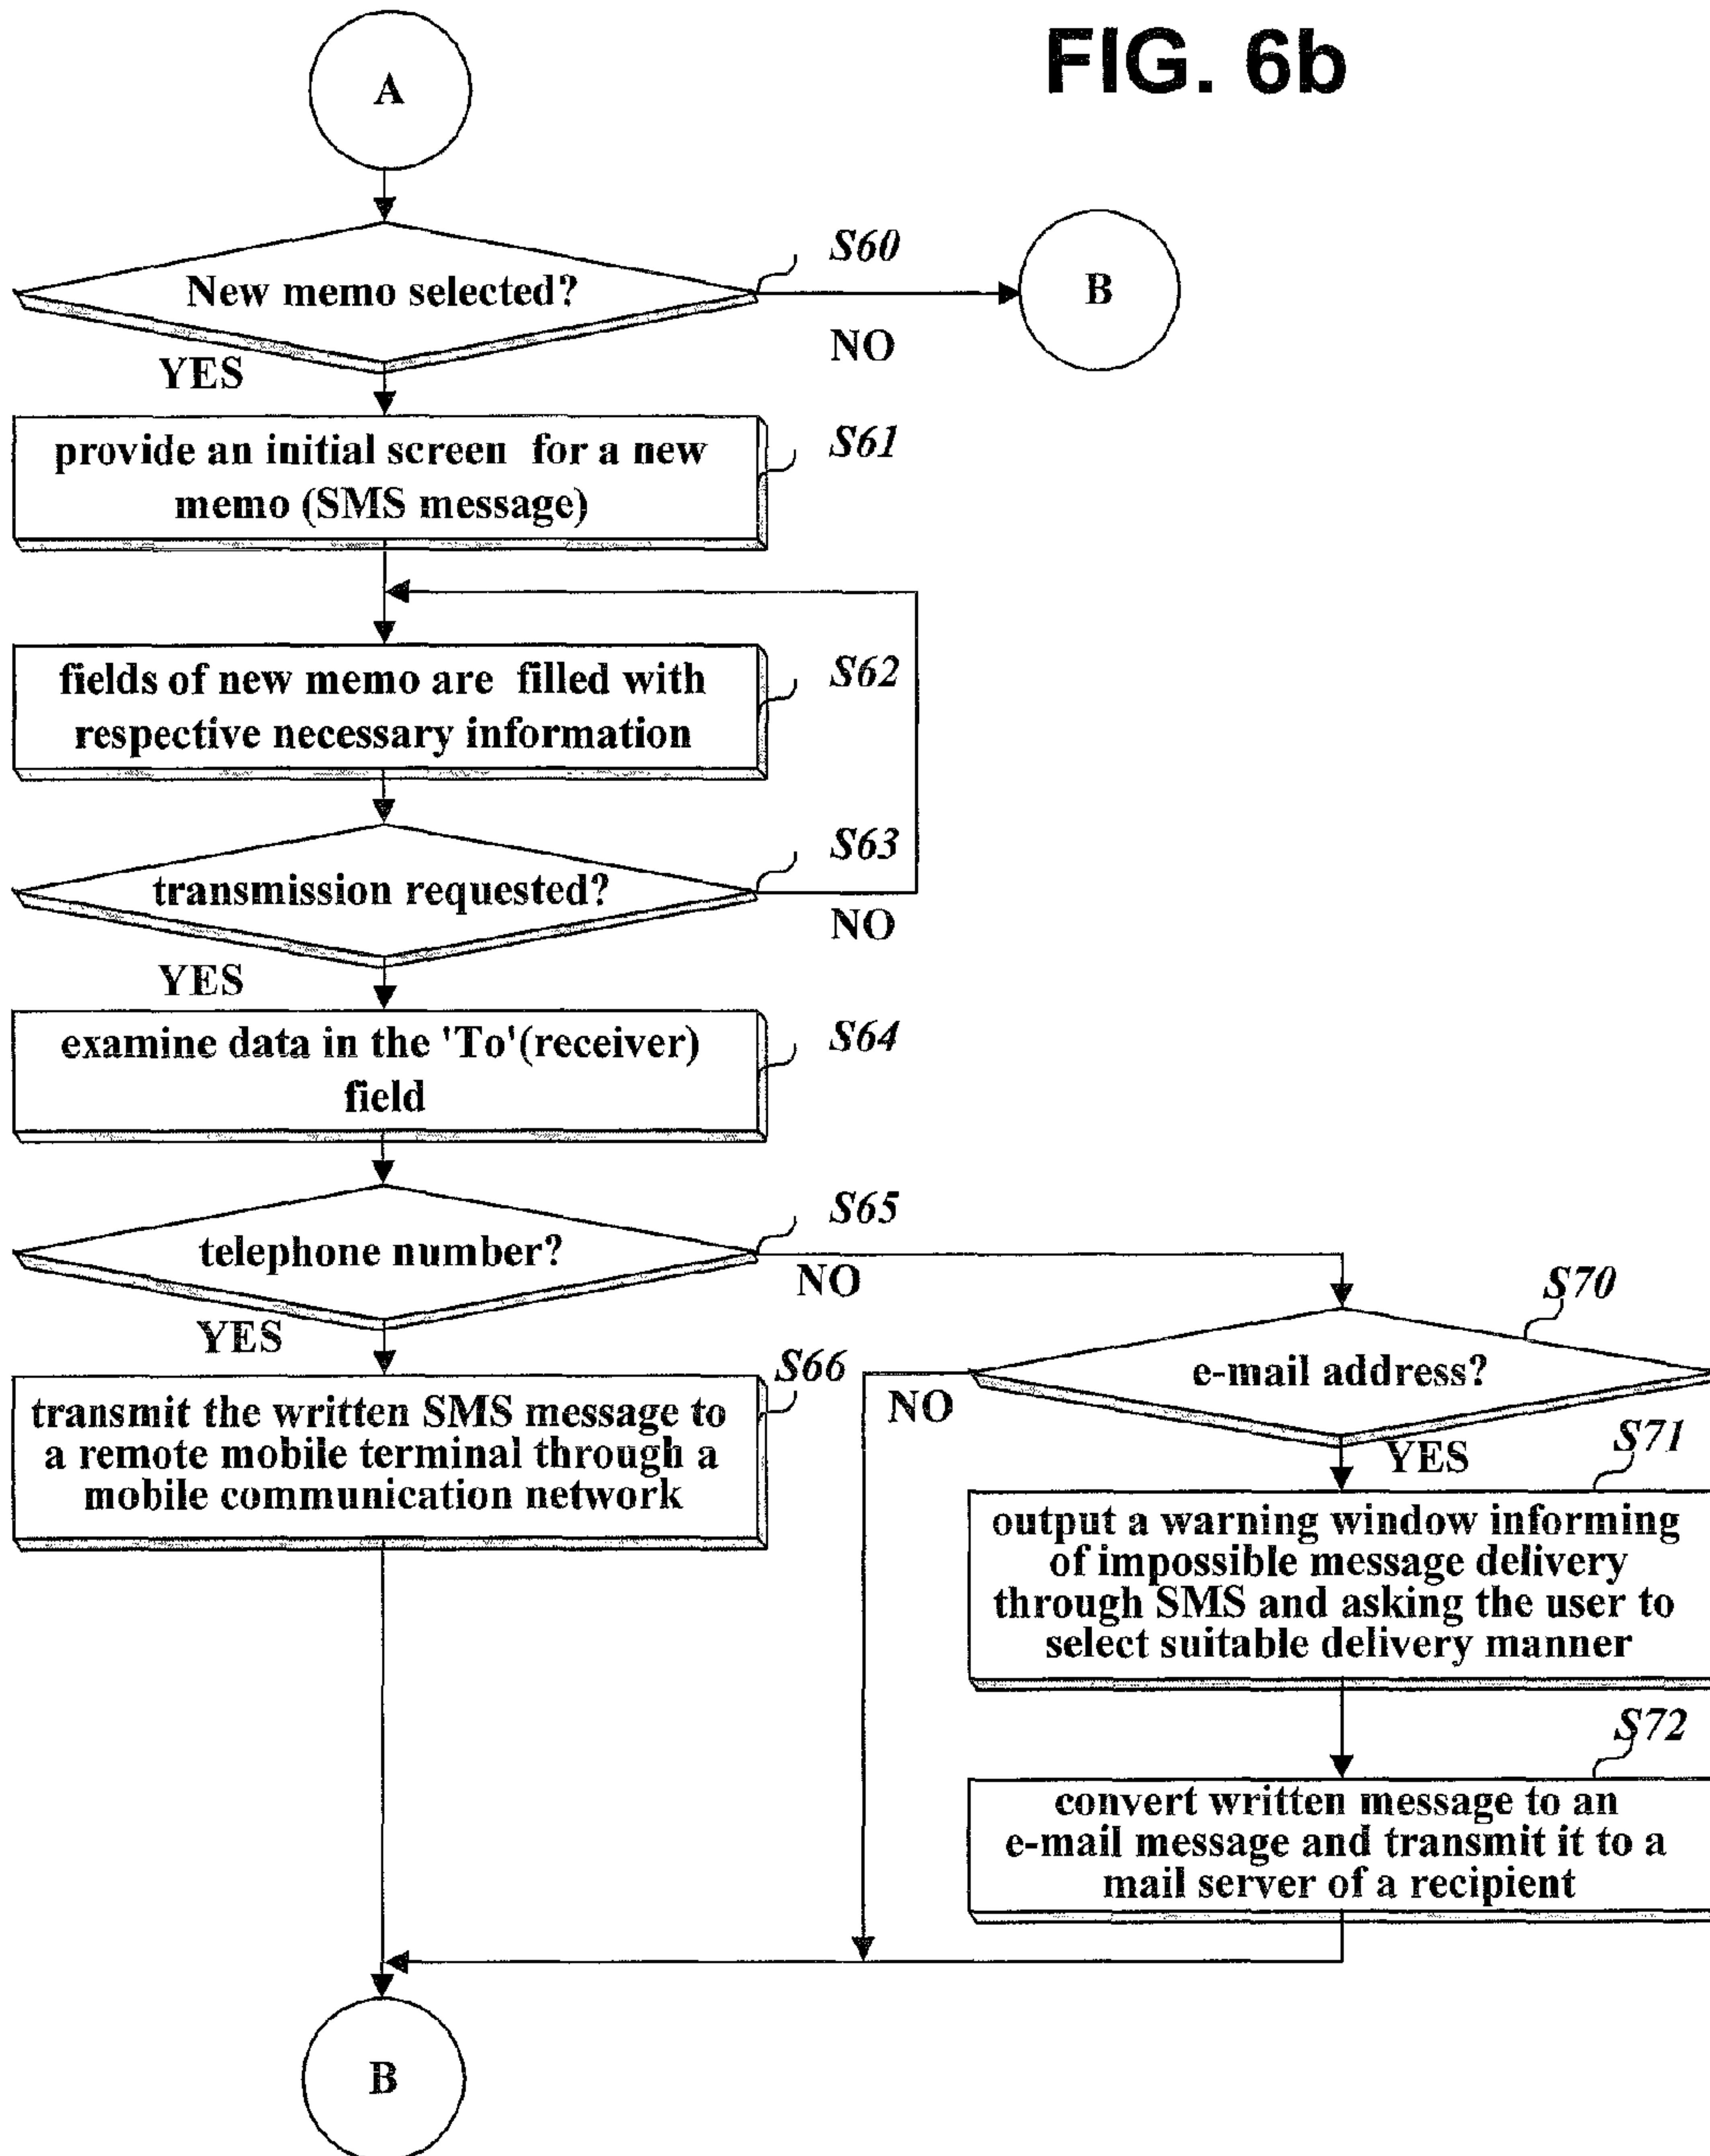 FIG. 6b
A
S60
New memo selected?
B
NO
YES
S61
provide an initial screen for a new
memo (SMS message)
S62
fields of new memo are filled with
respective necessary information
S63
transmission requested?
NO
YES
S64
examine data in the 'To'(receiver)
field
S65
telephone number?
NO
YES
S70
e-mail address?
NO
YES
S66
transmit the written SMS message to
a remote mobile terminal through a
mobile communication network
S71
output a warning window informing
of impossible message delivery
through SMS and asking the user to
select suitable delivery manner
S72
convert written message to an
e-mail message and transmit it to a
mail server of a recipient
B